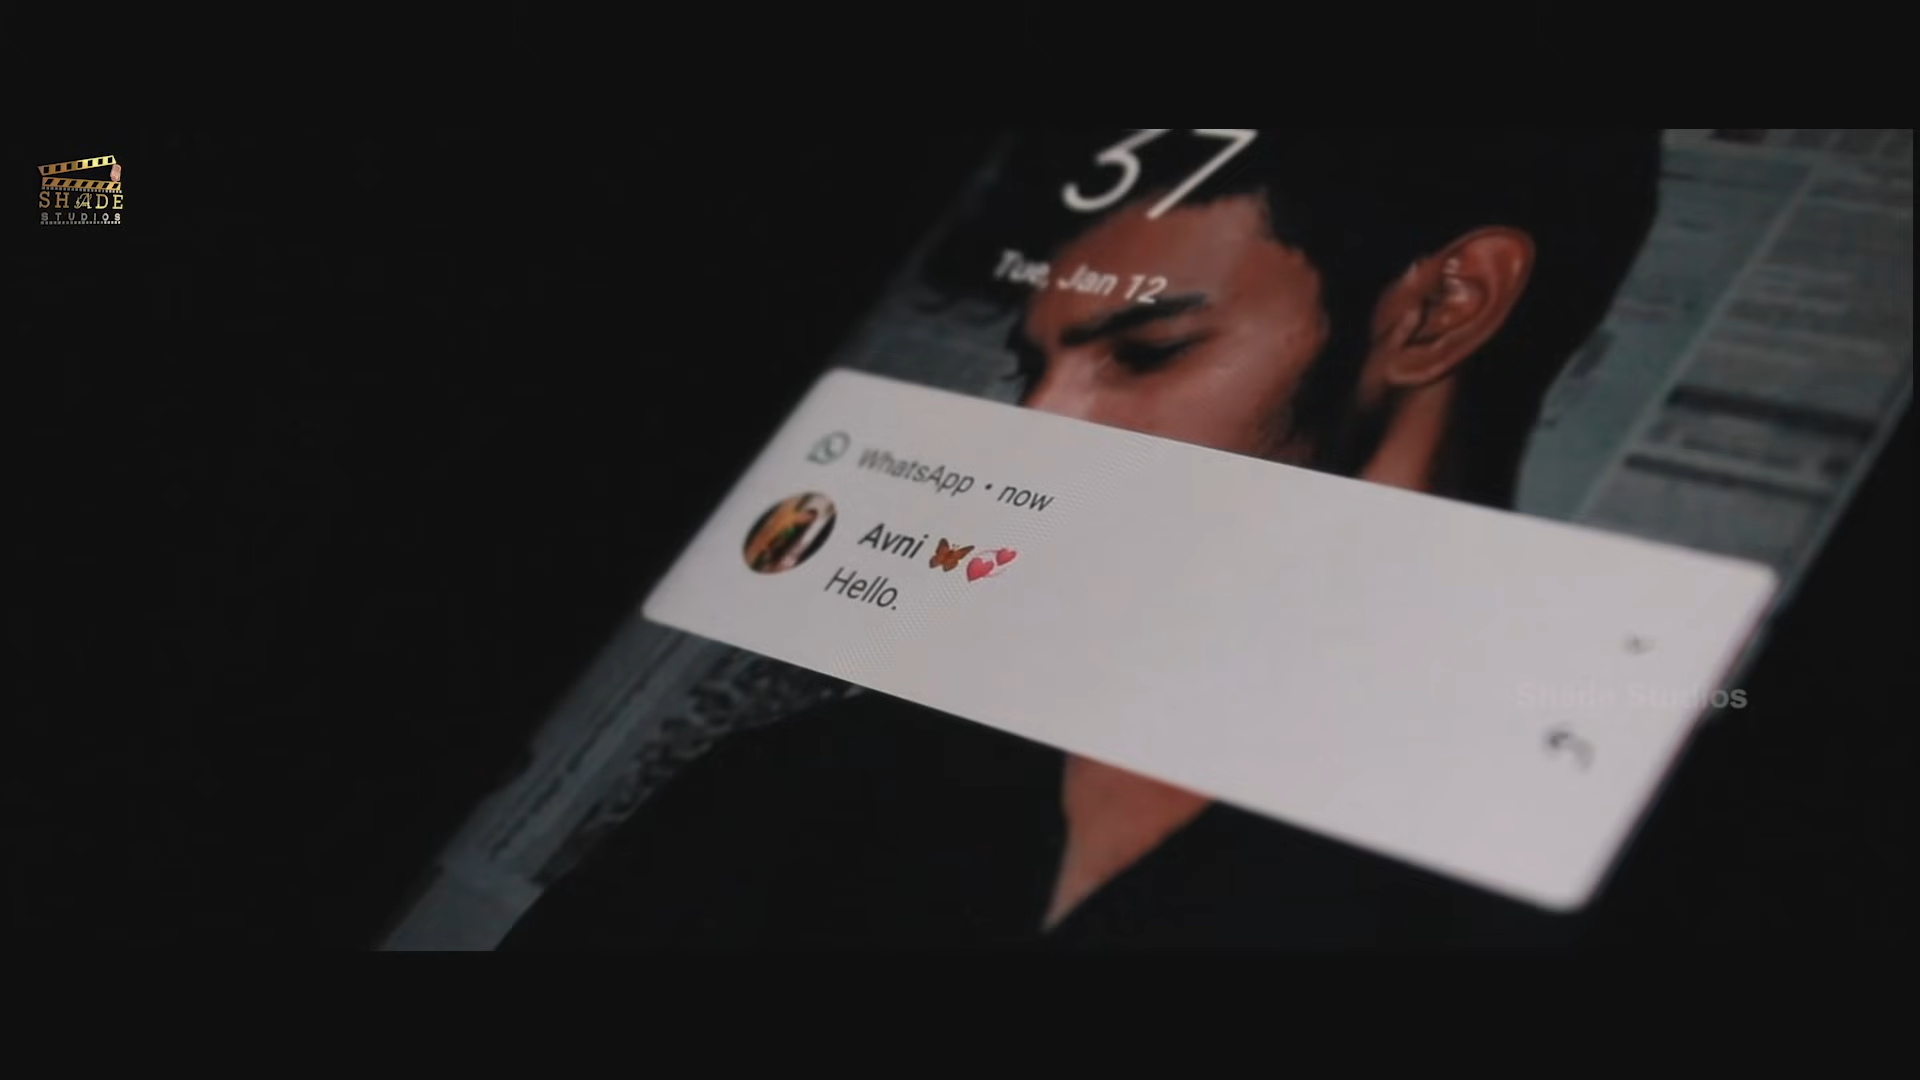 SHADE
STUDIOS
37
Tue, Jan 12
WhatsApp • now
Avni 🦋💞
Hello.
Shade Studios